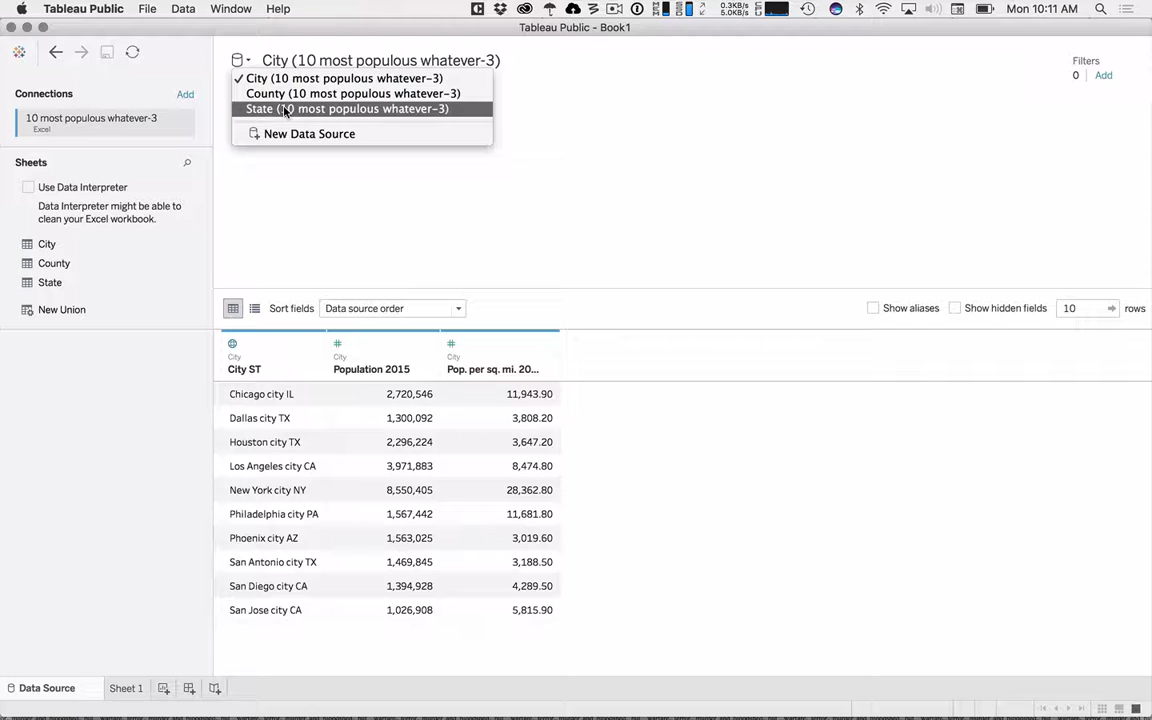 Tableau Public File Data Window Help
0.3KB/s
5.0KB/s
Mon 10:11 AM
Tableau Public - Book1
City (10 most populous whatever-3)
Filters
0 Add
✓ City (10 most populous whatever-3)
County (10 most populous whatever-3)
State (10 most populous whatever-3)
New Data Source
Connections Add
10 most populous whatever-3
Excel
Sheets
Use Data Interpreter
Data Interpreter might be able to
clean your Excel workbook.
City
County
State
New Union
Sort fields Data source order Show aliases Show hidden fields 10 rows
City City City
City ST Population 2015 Pop. per sq. mi. 20...
Chicago city IL 2,720,546 11,943.90
Dallas city TX 1,300,092 3,808.20
Houston city TX 2,296,224 3,647.20
Los Angeles city CA 3,971,883 8,474.80
New York city NY 8,550,405 28,362.80
Philadelphia city PA 1,567,442 11,681.80
Phoenix city AZ 1,563,025 3,019.60
San Antonio city TX 1,469,845 3,188.50
San Diego city CA 1,394,928 4,289.50
San Jose city CA 1,026,908 5,815.90
Data Source Sheet 1